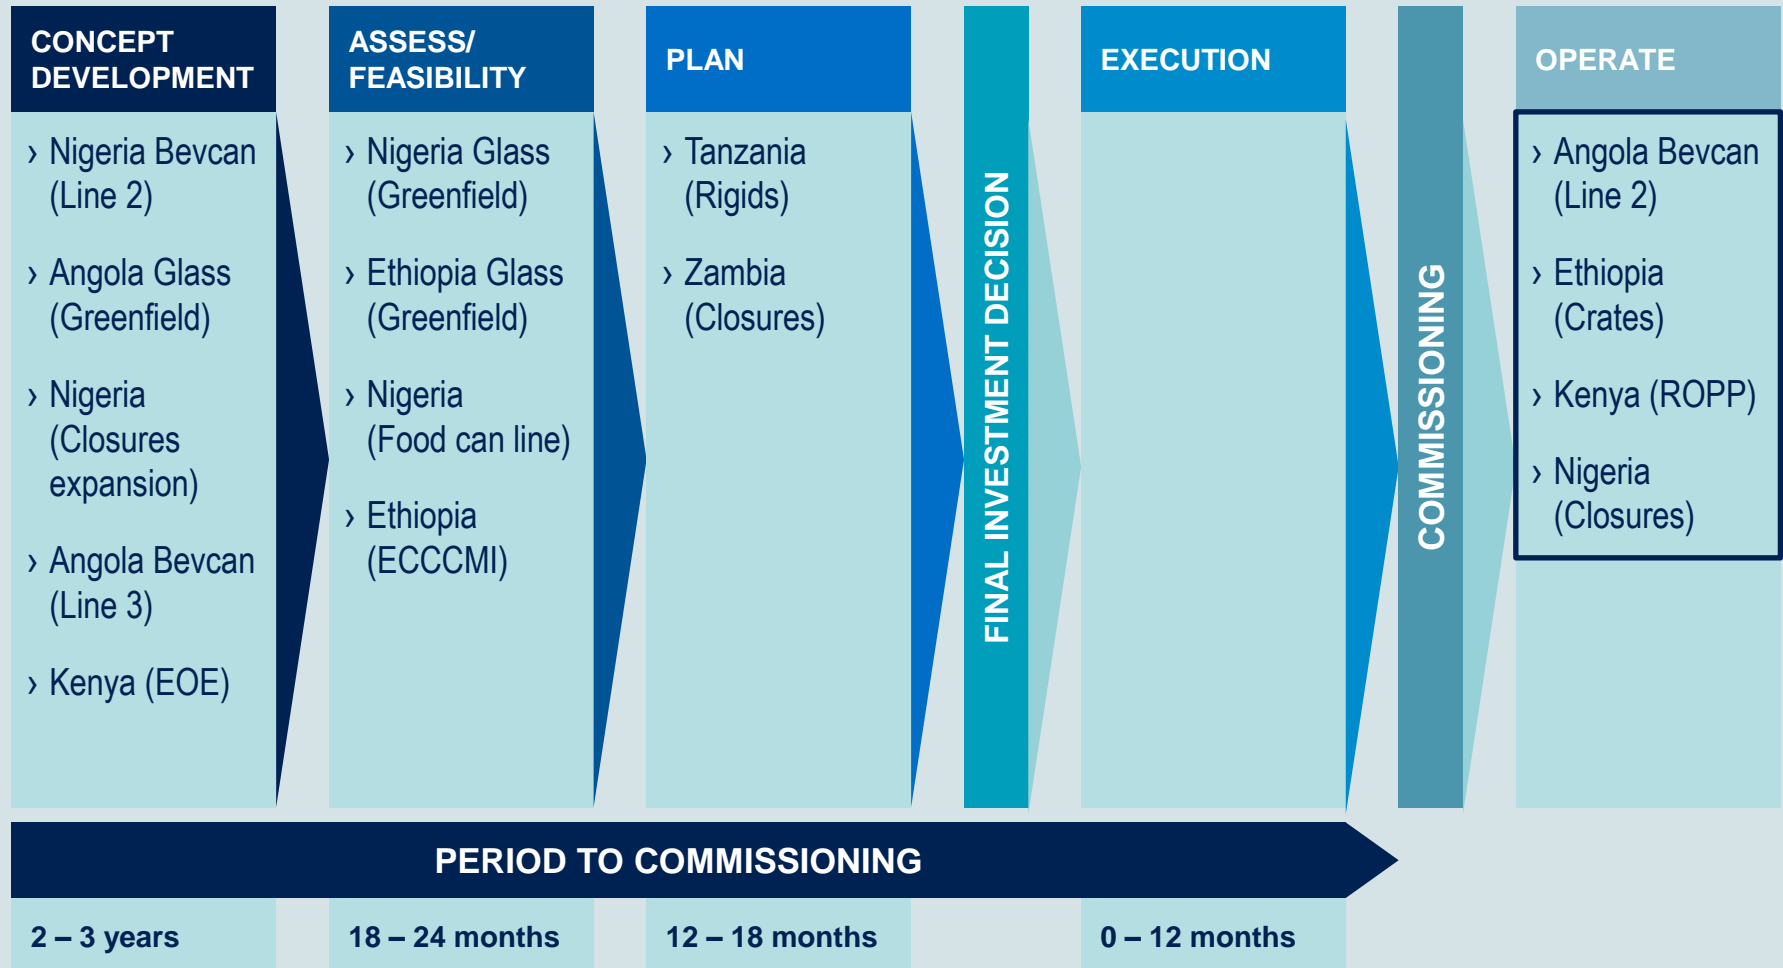 CONCEPT
DEVELOPMENT
› Nigeria Bevcan
(Line 2)
› Angola Glass
(Greenfield)
› Nigeria
(Closures
expansion)
› Angola Bevcan
(Line 3)
› Kenya (EOE)
ASSESS/
FEASIBILITY
› Nigeria Glass
(Greenfield)
› Ethiopia Glass
(Greenfield)
› Nigeria
(Food can line)
› Ethiopia
(ECCCMI)
PLAN
› Tanzania
(Rigids)
› Zambia
(Closures)
FINAL INVESTMENT DECISION
EXECUTION
COMMISSIONING
OPERATE
› Angola Bevcan
(Line 2)
› Ethiopia
(Crates)
› Kenya (ROPP)
› Nigeria
(Closures)
PERIOD TO COMMISSIONING
2 – 3 years
18 – 24 months
12 – 18 months
0 – 12 months